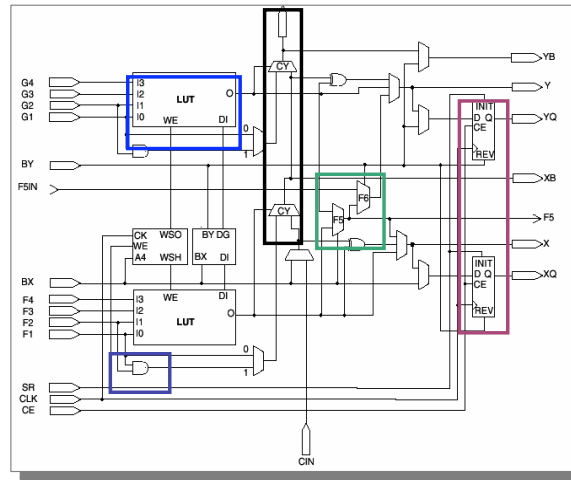 CY
YB
G4
I3
G3
I2
LUT
O
Y
G2
I1
INIT
G1
I0
D Q
YQ
WE
DI
0
CE
1
REV
BY
XB
F5IN
F6
CY
F5
F5
CK
WSO
BY DG
WE
X
A4
WSH
BX
DI
INIT
BX
D Q
XQ
WE
DI
CE
F4
I3
F3
I2
LUT
O
REV
F2
I1
F1
I0
0
1
SR
CLK
CE
CIN